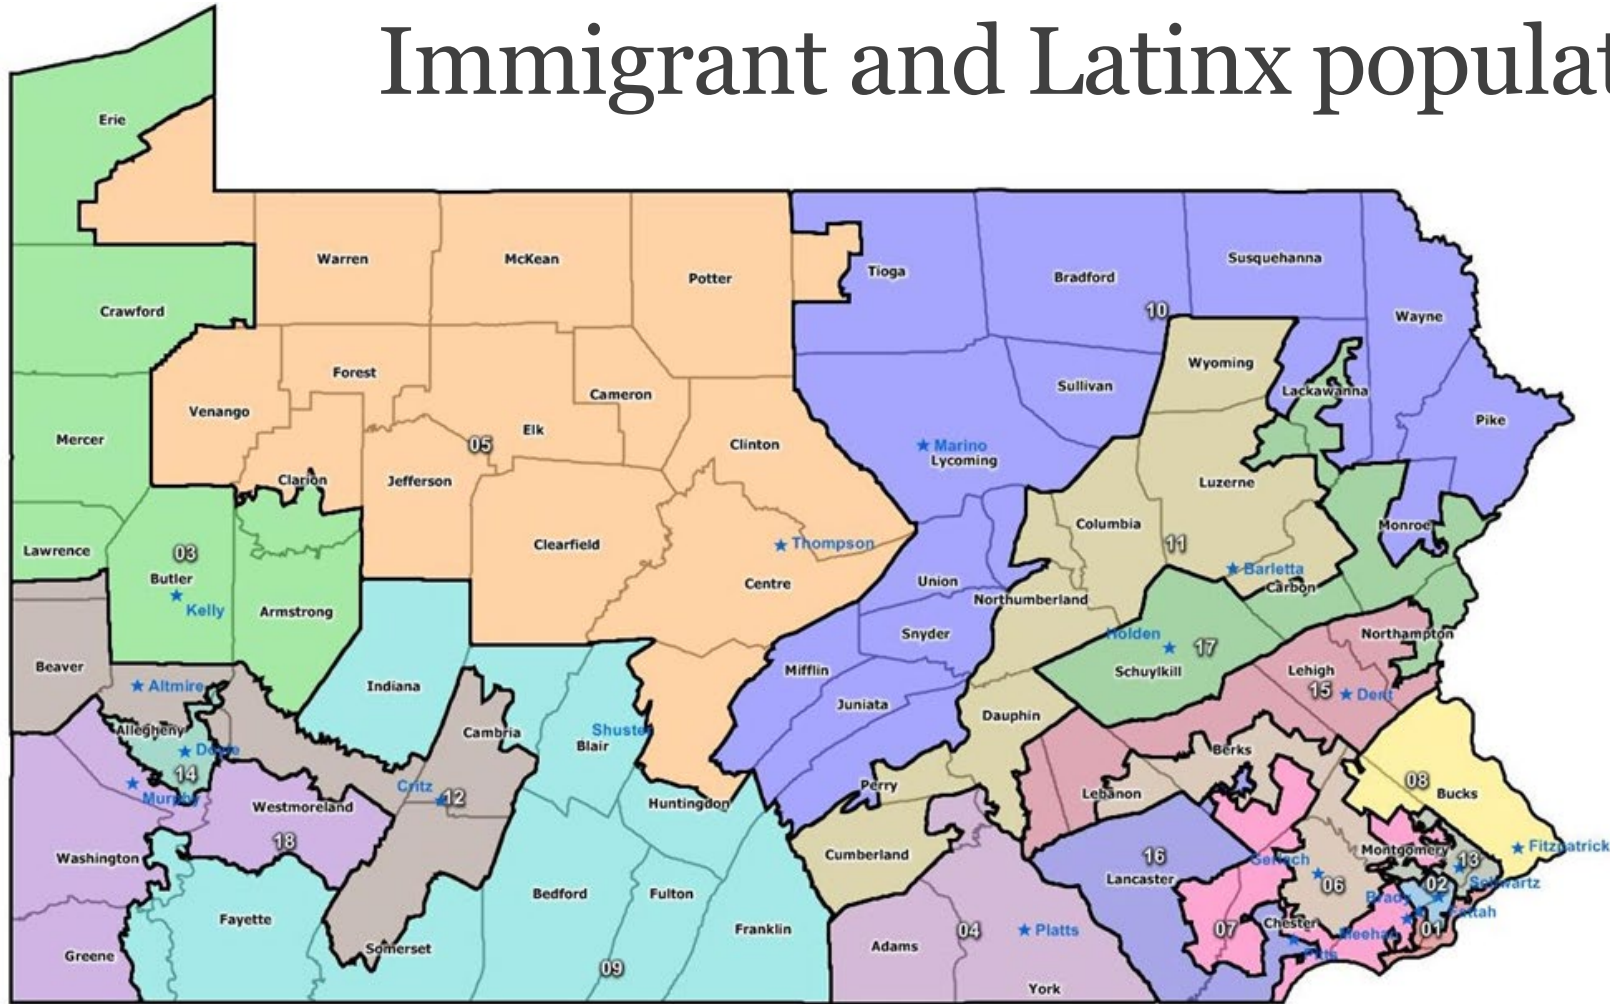 Immigrant and Latinx populat
Erie
Warren
McKean
Potter
Tioga
Bradford
Susquehanna
Wayne
Crawford
10
Wyoming
Forest
Sullivan
Lackawanna
Cameron
Venango
Pike
Mercer
Elk
05
Clinton
Marino
Lycoming
Clarion
Jefferson
Luzerne
Columbia
Monroe
Lawrence
03
Clearfield
Thompson
11
Butler
Centre
Union
Barletta
Carbon
Kelly
Armstrong
Northumberland
Snyder
Holden
17
Northampton
Beaver
Mifflin
Schuylkill
Lehigh
Altmire
Indiana
15
Dent
Juniata
Dauphin
Allegheny
Cambria
Shuster
Blair
Berks
14
08
Perry
Critz
12
Lebanon
Bucks
Westmoreland
Huntingdon
18
Washington
Cumberland
16
Montgomery
13
Fitzpatrick
Lancaster
06
02
Bedford
Fulton
Fayette
Chester
Franklin
04
Platts
07
01
Adams
Somerset
Greene
09
York